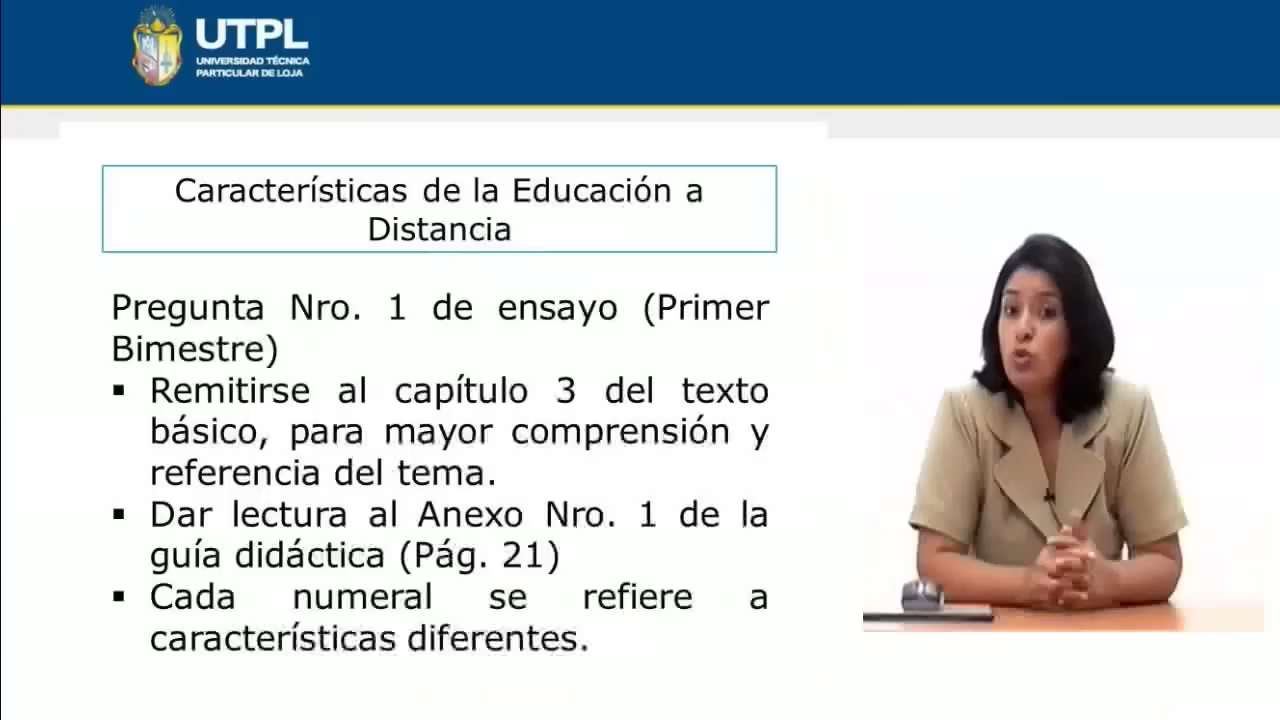 UTPL
UNIVERSIDAD TÉCNICA
PARTICULAR DE LOJA
Características de la Educación a
Distancia
Pregunta Nro. 1 de ensayo (Primer
Bimestre)
▪ Remitirse al capítulo 3 del texto
básico, para mayor comprensión y
referencia del tema.
▪ Dar lectura al Anexo Nro. 1 de la
guía didáctica (Pág. 21)
▪ Cada numeral se refiere a
características diferentes.